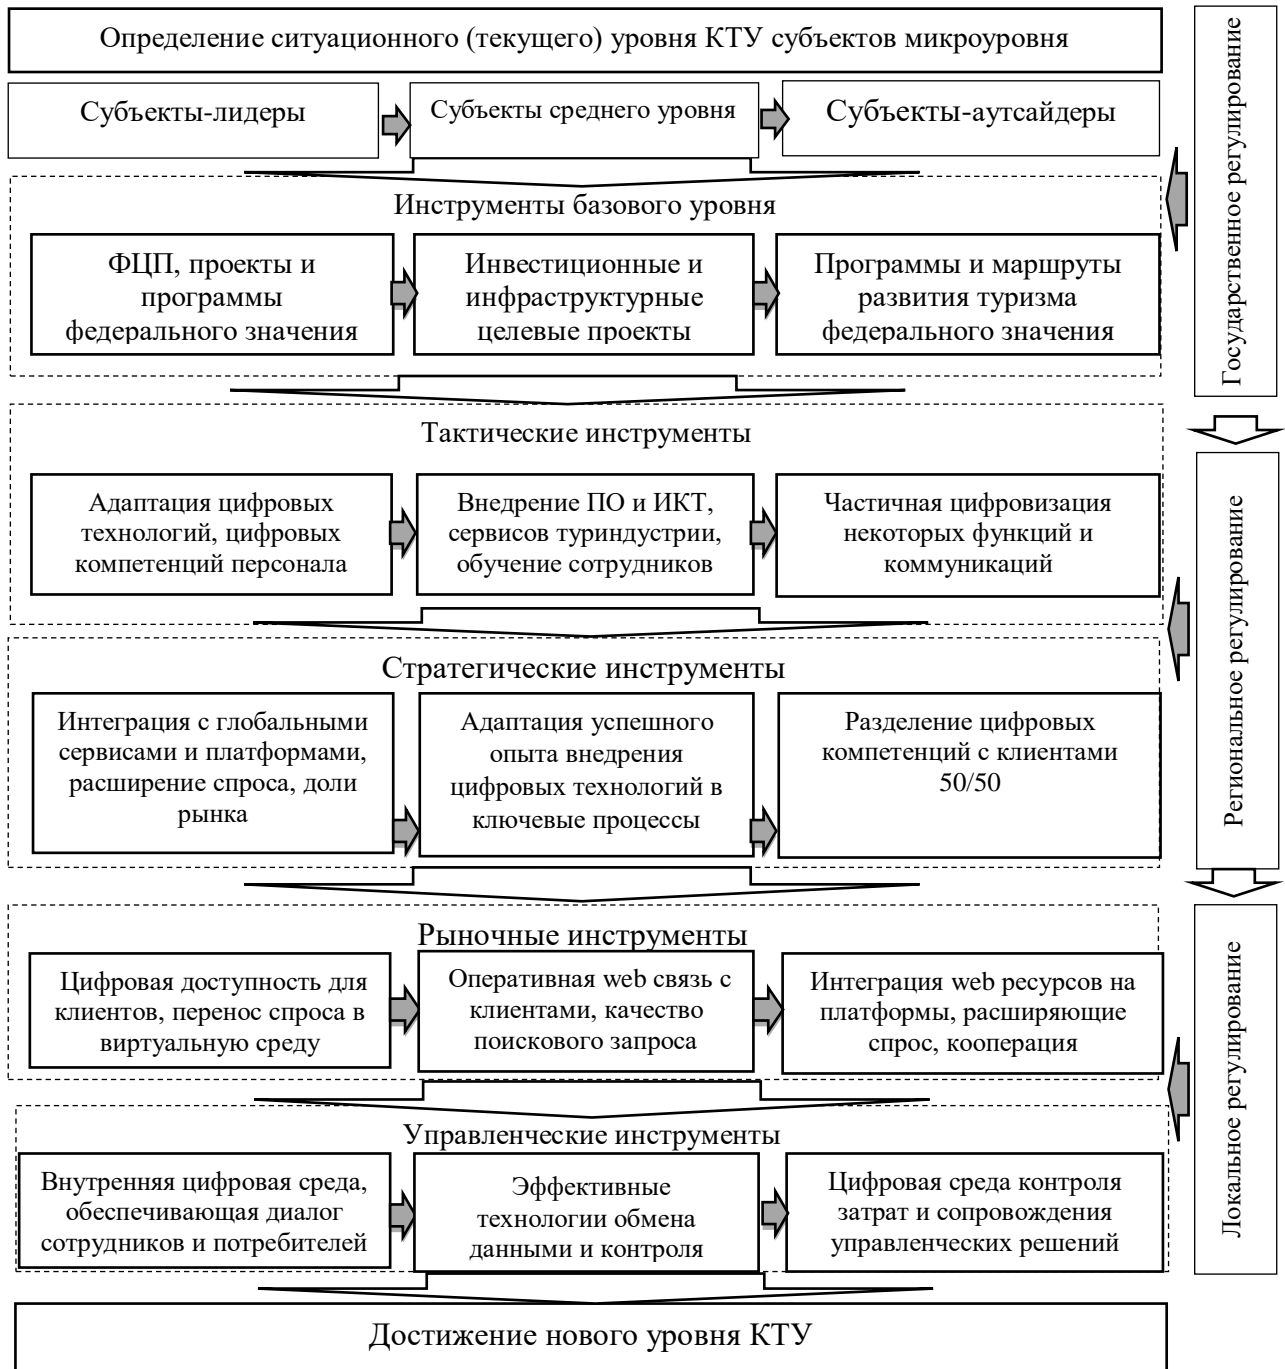 Определение ситуационного (текущего) уровня КТУ субъектов микроуровня
Субъекты-лидеры
Субъекты среднего уровня
Субъекты-аутсайдеры
Инструменты базового уровня
ФЦП, проекты и
программы
федерального значения
Инвестиционные и
инфраструктурные
целевые проекты
Программы и маршруты
развития туризма
федерального значения
Тактические инструменты
Адаптация цифровых
технологий, цифровых
компетенций персонала
Внедрение ПО и ИКТ,
сервисов туриндустрии,
обучение сотрудников
Частичная цифровизация
некоторых функций и
коммуникаций
Стратегические инструменты
Интеграция с глобальными
сервисами и платформами,
расширение спроса, доли
рынка
Адаптация успешного
опыта внедрения
цифровых технологий в
ключевые процессы
Разделение цифровых
компетенций с клиентами
50/50
Рыночные инструменты
Цифровая доступность для
клиентов, перенос спроса в
виртуальную среду
Оперативная web связь с
клиентами, качество
поискового запроса
Интеграция web ресурсов на
платформы, расширяющие
спрос, кооперация
Управленческие инструменты
Внутренняя цифровая среда,
обеспечивающая диалог
сотрудников и потребителей
Эффективные
технологии обмена
данными и контроля
Цифровая среда контроля
затрат и сопровождения
управленческих решений
Достижение нового уровня КТУ
Государственное регулирование
Региональное регулирование
Локальное регулирование